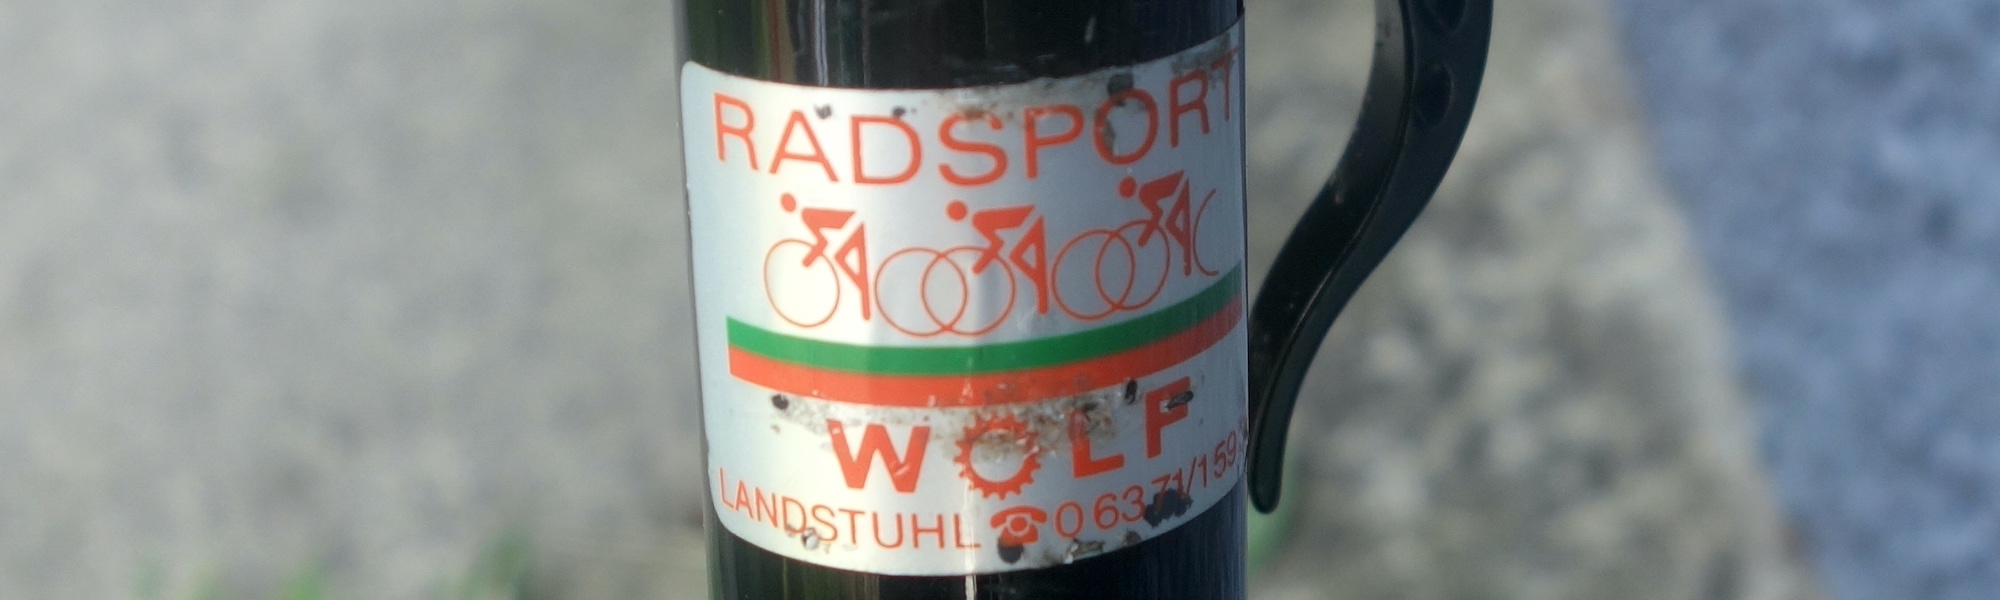 RADSPORT
WOLF
LANDSTUHL ☎ 06371/159